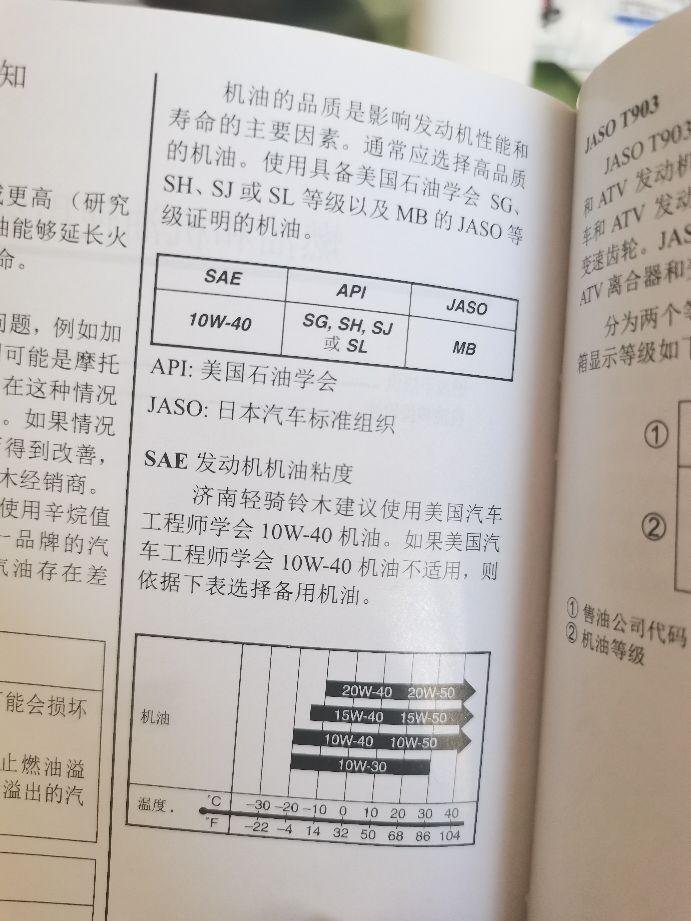 知
或更高（研究
油能够延长火
命。
问题，例如加
可能是摩托
在这种情况
。如果情况
得到改善，
木经销商。
使用辛烷值
一品牌的汽
气油存在差
可能会损坏
止燃油溢
溢出的汽
机油的品质是影响发动机性能和
寿命的主要因素。通常应选择高品质
的机油。使用具备美国石油学会 SG、
SH、SJ 或 SL 等级以及 MB 的 JASO 等
级证明的机油。
SAE API JASO
10W-40 SG, SH, SJ 或 SL MB
API: 美国石油学会
JASO: 日本汽车标准组织
SAE 发动机机油粘度
济南轻骑铃木建议使用美国汽车
工程师学会 10W-40 机油。如果美国汽
车工程师学会 10W-40 机油不适用，则
依据下表选择备用机油。
20W-40 20W-50
机油 15W-40 15W-50
10W-40 10W-50
10W-30
温度. °C -30 -20 -10 0 10 20 30 40
°F -22 -4 14 32 50 68 86 104
JASO T903
JASO T903
和 ATV 发动机
车和 ATV 发动
变速齿轮。JAS
ATV 离合器和
分为两个等
箱显示等级如下
①
②
① 售油公司代码
② 机油等级